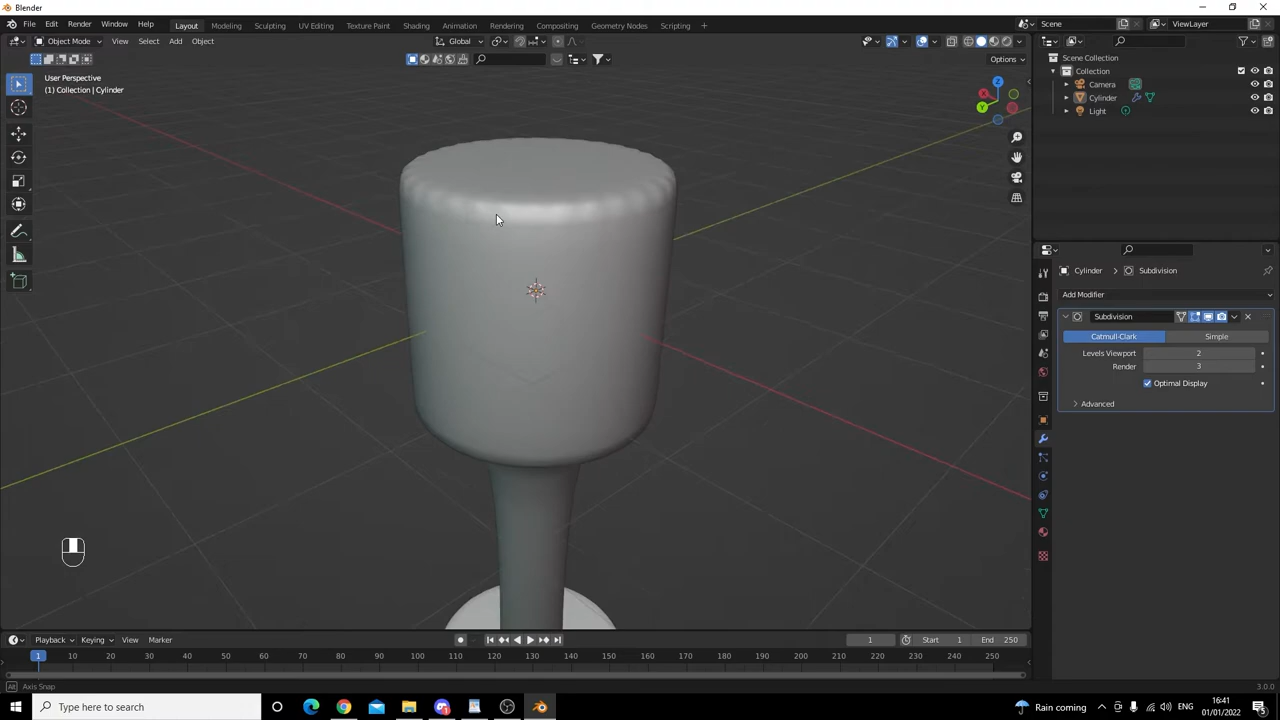 Blender
File Edit Render Window Help
Layout Modeling Sculpting UV Editing Texture Paint Shading Animation Rendering Compositing Geometry Nodes Scripting +
Scene
ViewLayer
Object Mode View Select Add Object
Global
Options
User Perspective
(1) Collection | Cylinder
Z
X
Y
Scene Collection
Collection
Camera
Cylinder
Light
Cylinder > Subdivision
Add Modifier
Subdivision
Catmull-Clark Simple
Levels Viewport 2
Render 3
Optimal Display
Advanced
Playback Keying View Marker
1 Start 1 End 250
1 10 20 30 40 50 60 70 80 90 100 110 120 130 140 150 160 170 180 190 200 210 220 230 240 250
Alt Axis Snap
3.0.0
Type here to search
Rain coming
ENG
16:41
01/01/2022